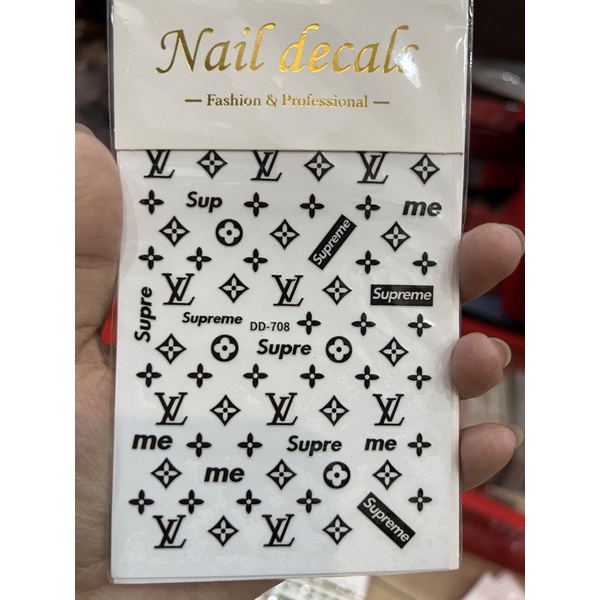 Nail decals
— Fashion & Professional —
LV LV LV
Sup me
Supreme
LV LV Supreme
Supre
Supreme DD-708
Supre
LV LV LV
me Supre me
me
Supreme
LV LV